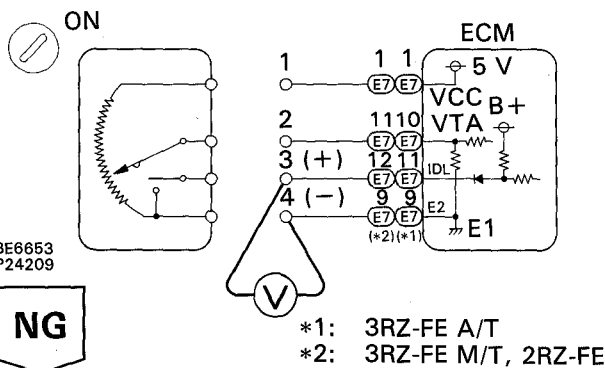 ON
ECM
1 1 1 5 V
VCC B+
2 11 10 VTA
3 (+) 12 11 IDL
4 (−) 9 9 E2
E7 E7
E7 E7
E7 E7
E7 E7
(*2) (*1) E1
BE6653
P24209
V
NG
*1: 3RZ-FE A/T
*2: 3RZ-FE M/T, 2RZ-FE